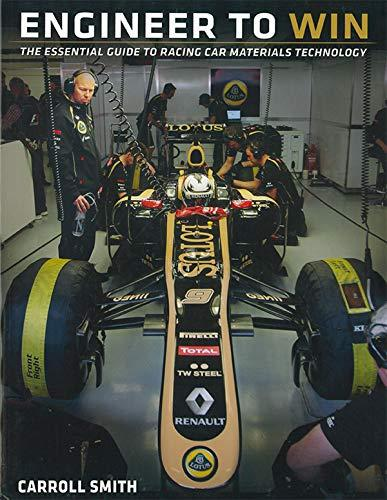 ENGINEER TO WIN
THE ESSENTIAL GUIDE TO RACING CAR MATERIALS TECHNOLOGY
LOTUS
LOTUS
LOTUS
9
PIRELLI
TOTAL
TW STEEL
RENAULT
LOTUS
Front
Right
CARROLL SMITH